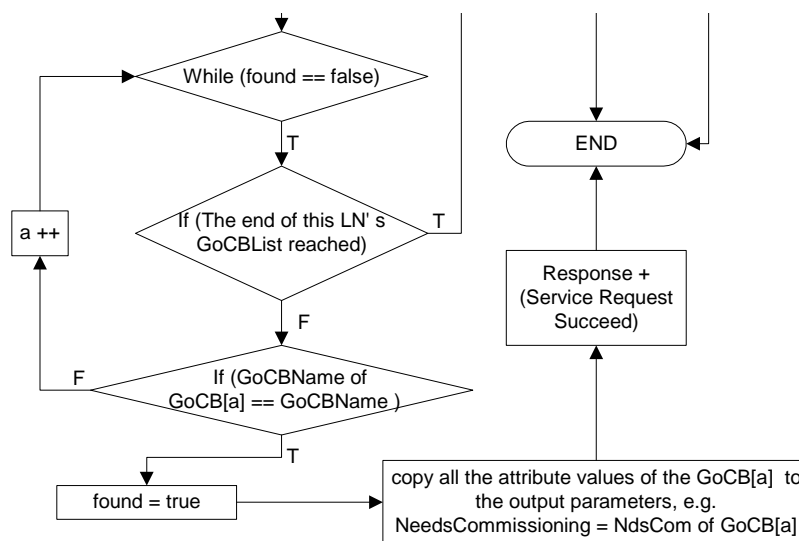 While (found == false)
T
END
a ++
If (The end of this LN' s
GoCBList reached)
T
Response +
(Service Request
Succeed)
F
F
If (GoCBName of
GoCB[a] == GoCBName )
T
found = true
copy all the attribute values of the GoCB[a] to
the output parameters, e.g.
NeedsCommissioning = NdsCom of GoCB[a]